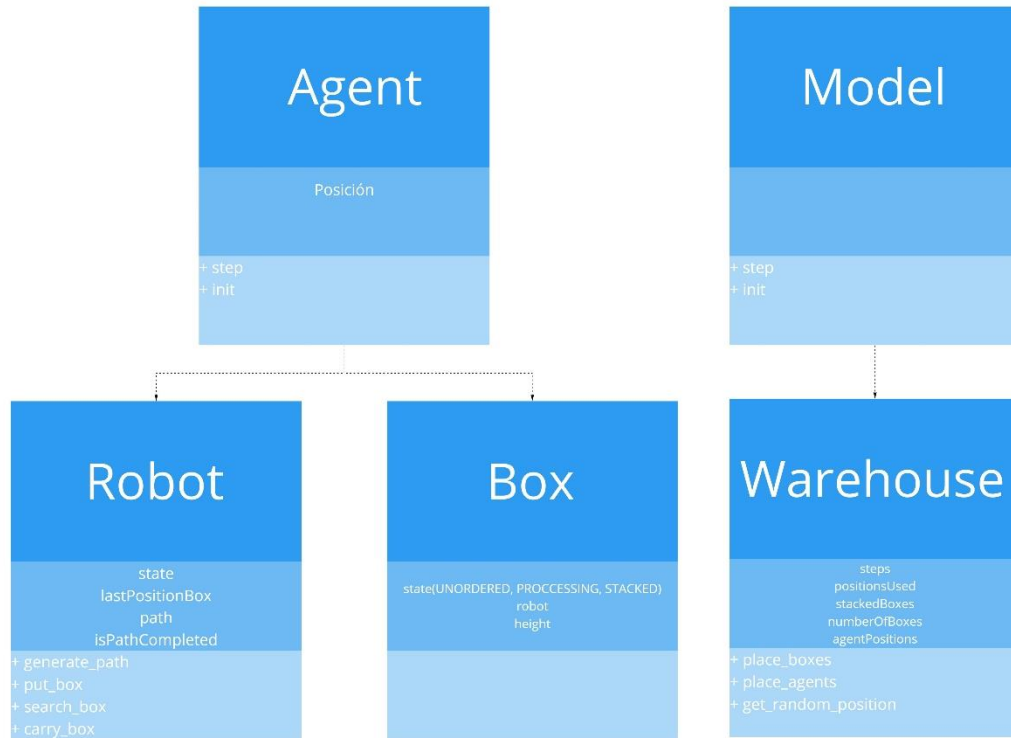 Agent
Posición
+ step
+ init
Model
+ step
+ init
Robot
state
lastPositionBox
path
isPathCompleted
+ generate_path
+ put_box
+ search_box
+ carry_box
Box
state(UNORDERED, PROCCESSING, STACKED)
robot
height
Warehouse
steps
positionsUsed
stackedBoxes
numberOfBoxes
agentPositions
+ place_boxes
+ place_agents
+ get_random_position